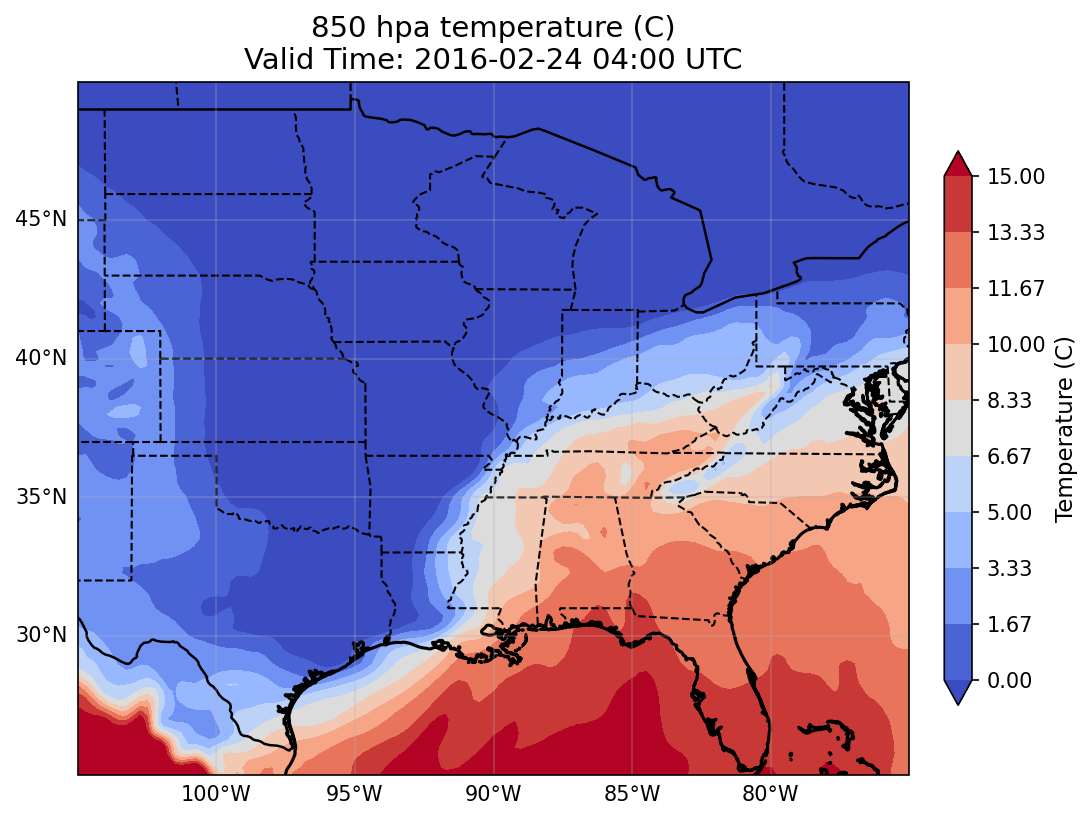 850 hpa temperature (C)
Valid Time: 2016-02-24 04:00 UTC
45°N
40°N
35°N
30°N
100°W
95°W
90°W
85°W
80°W
15.00
13.33
11.67
10.00
8.33
6.67
5.00
3.33
1.67
0.00
Temperature (C)